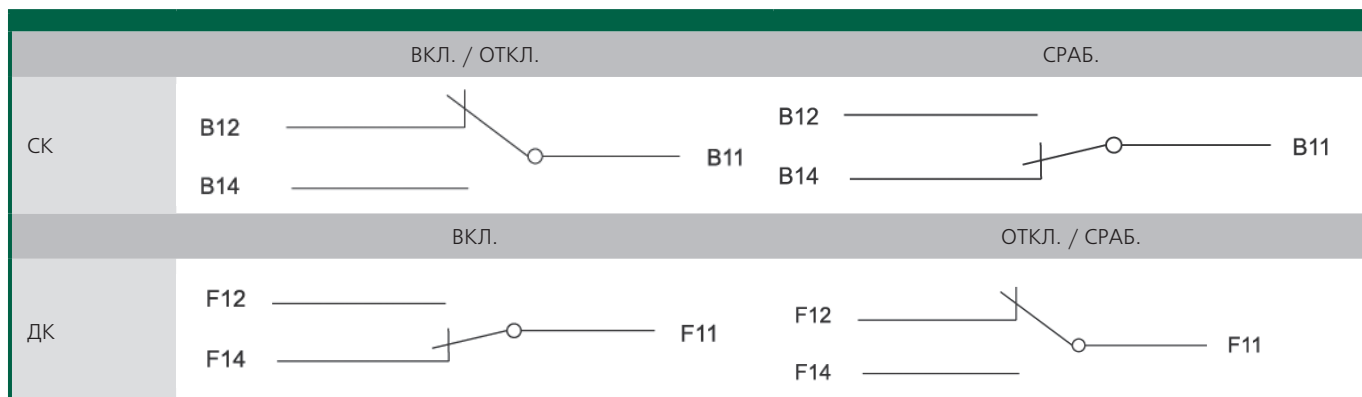 ВКЛ. / ОТКЛ.
СРАБ.
СК
B12
B11
B14
B12
B11
B14
ВКЛ.
ОТКЛ. / СРАБ.
ДК
F12
F11
F14
F12
F11
F14